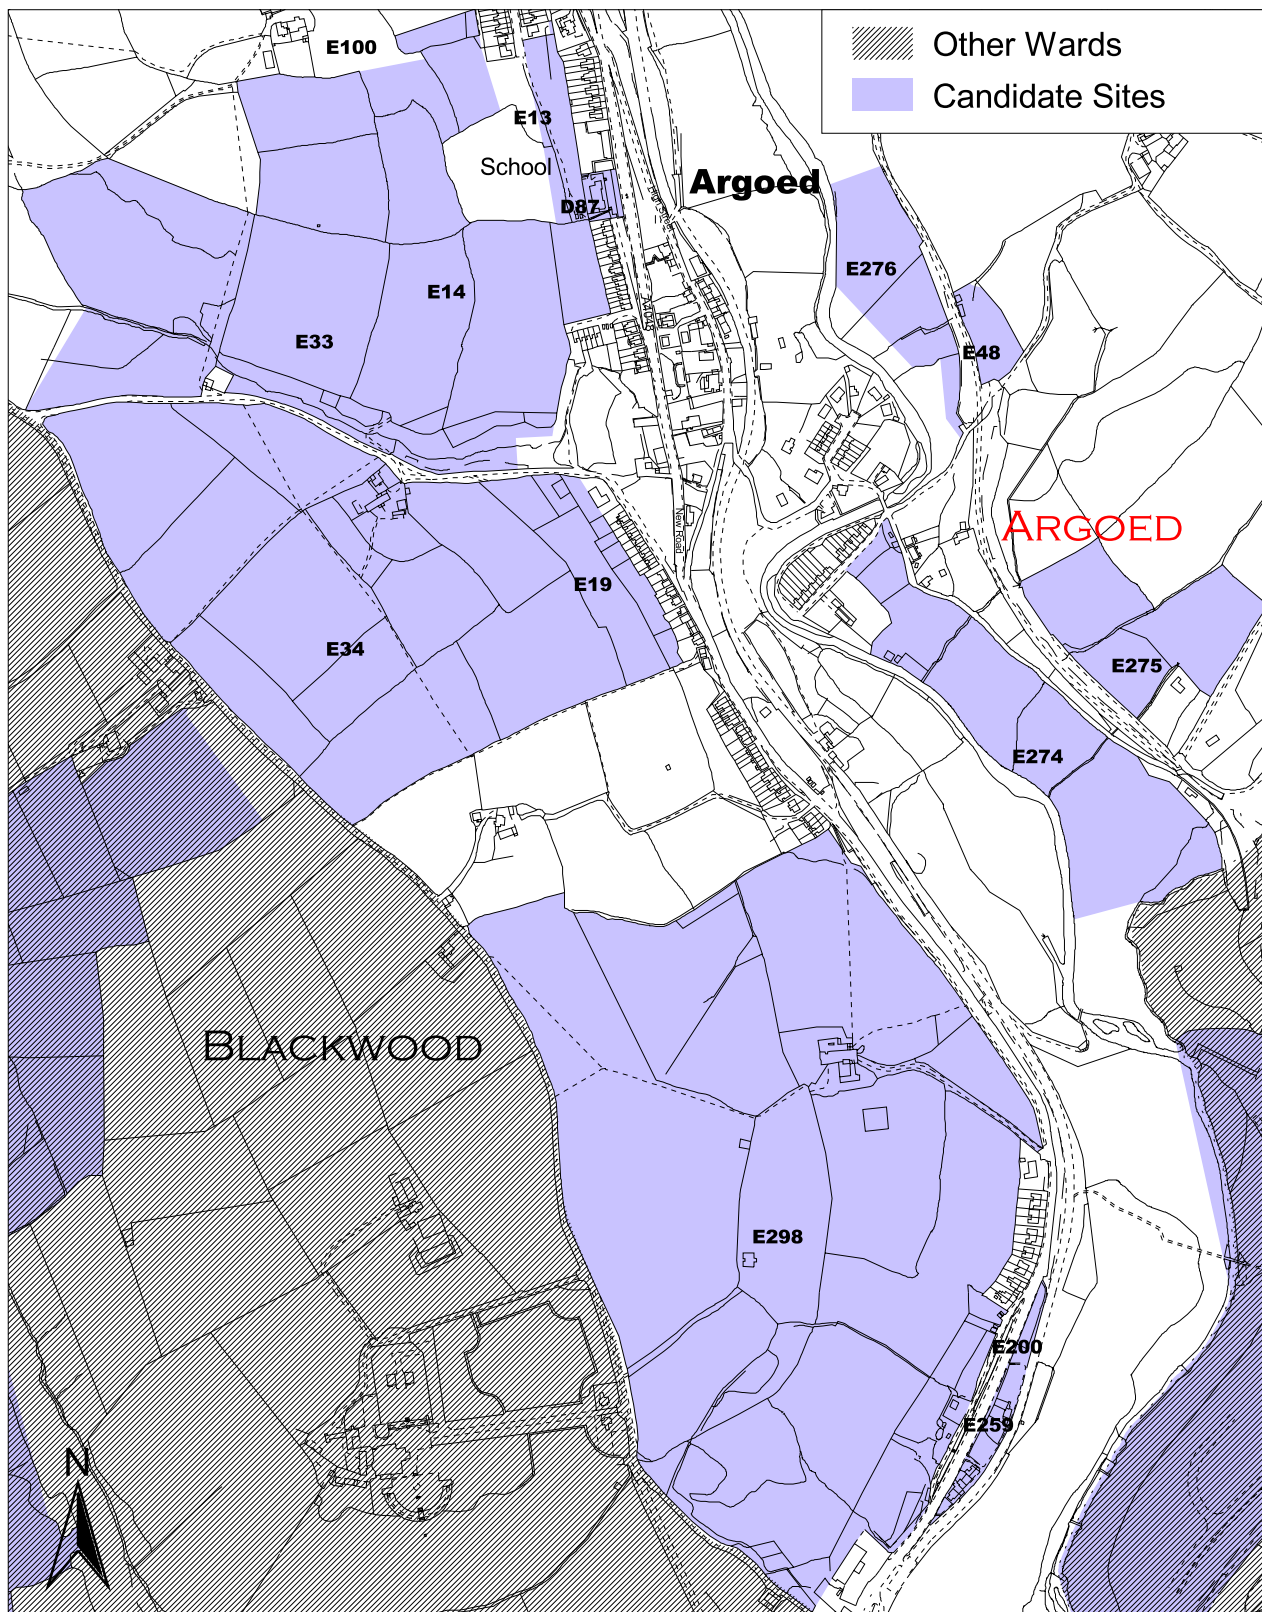 Other Wards
Candidate Sites
E100
E13
School
Argoed
D87
E276
E14
E33
E48
New Road
ARGOED
E19
E34
E275
E274
BLACKWOOD
E298
E200
E259
N